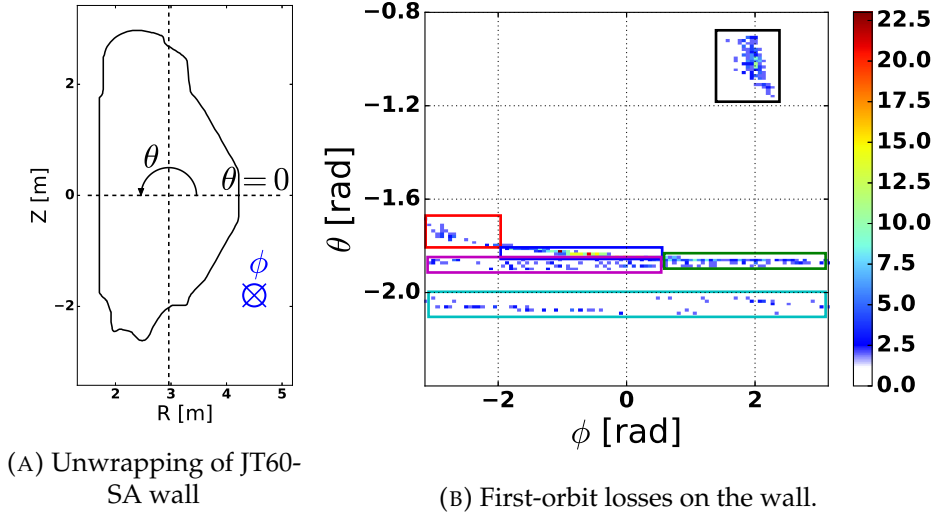 2
0
−2
Z [m]
2
3
4
5
R [m]
θ
θ = 0
ϕ
(A) Unwrapping of JT60-
SA wall
−0.8
−1.2
−1.6
−2.0
θ [rad]
−2
0
2
ϕ [rad]
22.5
20.0
17.5
15.0
12.5
10.0
7.5
5.0
2.5
0.0
(B) First-orbit losses on the wall.